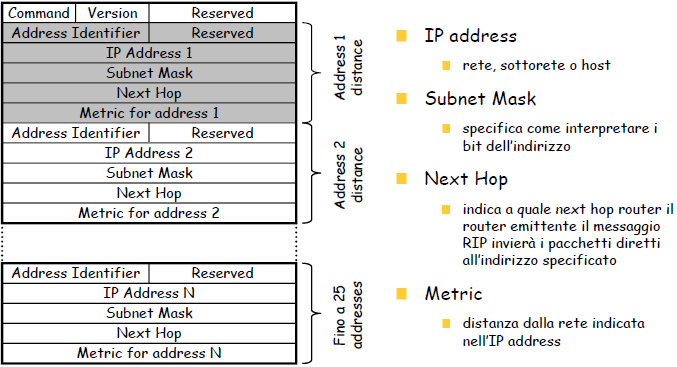 Command Version Reserved
Address Identifier Reserved
IP Address 1
Subnet Mask
Next Hop
Metric for address 1
Address Identifier Reserved
IP Address 2
Subnet Mask
Next Hop
Metric for address 2
Address Identifier Reserved
IP Address N
Subnet Mask
Next Hop
Metric for address N
Address 1
distance
Address 2
distance
Fino a 25
addresses
IP address
rete, sottorete o host
Subnet Mask
specifica come interpretare i
bit dell'indirizzo
Next Hop
indica a quale next hop router il
router emittente il messaggio
RIP invierà i pacchetti diretti
all'indirizzo specificato
Metric
distanza dalla rete indicata
nell'IP address